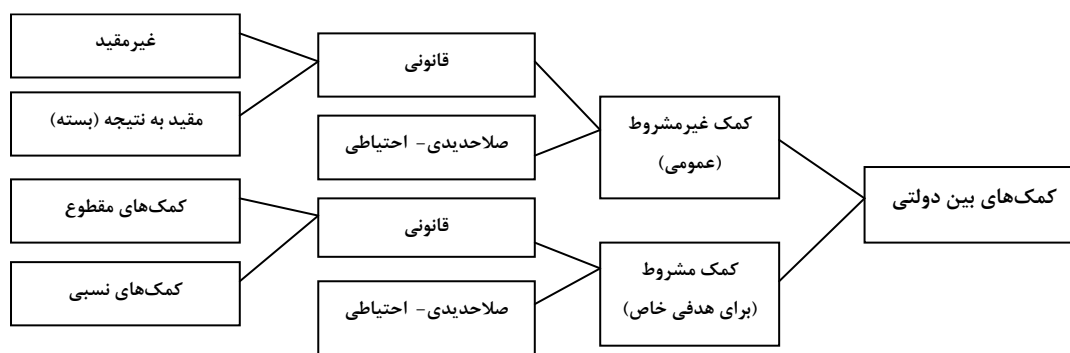 کمک‌های بین دولتی
کمک غیرمشروط
(عمومی)
قانونی
غیرمقید
مقید به نتیجه (بسته)
صلاحدیدی- احتیاطی
کمک مشروط
(برای هدفی خاص)
قانونی
کمک‌های مقطوع
کمک‌های نسبی
صلاحدیدی- احتیاطی